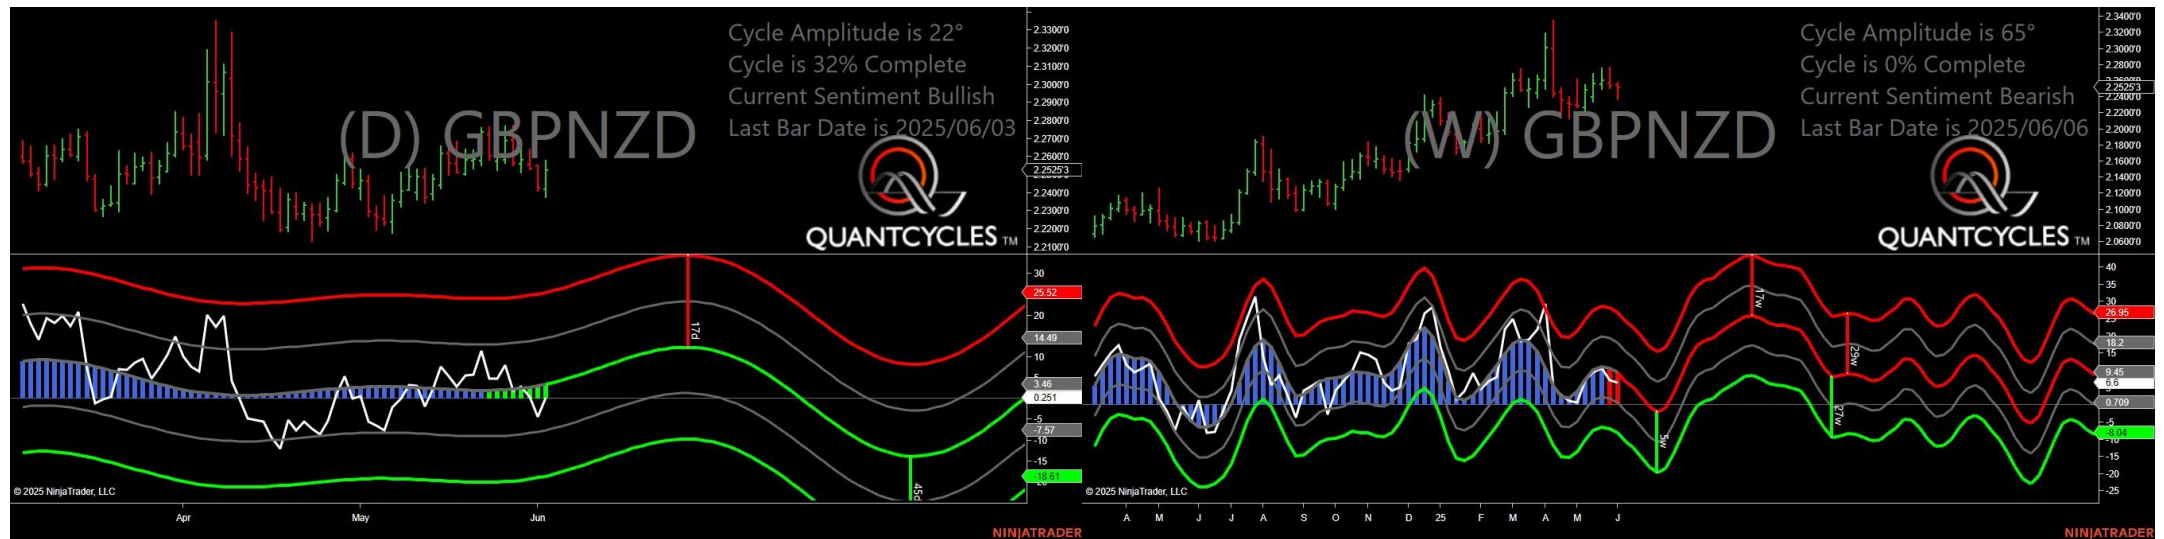 Cycle Amplitude is 22°
Cycle is 32% Complete
Current Sentiment Bullish
Last Bar Date is 2025/06/03
(D) GBPNZD
QUANTCYCLES TM
2.3300'0
2.3200'0
2.3100'0
2.3000'0
2.2900'0
2.2700'0
2.2600'0
2.2525'3
2.2400'0
2.2300'0
2.2200'0
2.2100'0
30
25.52
20
14.49
10
5
3.46
0.251
-5
-7.57
-10
-15
-18.61
17d
45d
© 2025 NinjaTrader, LLC
Apr May Jun
NINJATRADER
Cycle Amplitude is 65°
Cycle is 0% Complete
Current Sentiment Bearish
Last Bar Date is 2025/06/06
(W) GBPNZD
QUANTCYCLES TM
2.3400'0
2.3200'0
2.3000'0
2.2800'0
2.2525'3
2.2400'0
2.2200'0
2.2000'0
2.1800'0
2.1600'0
2.1400'0
2.1200'0
2.1000'0
2.0800'0
2.0600'0
40
35
30
26.95
18.2
15
9.45
6.6
0.709
-5
-8.04
-15
-20
-25
17w
29w
27w
5w
© 2025 NinjaTrader, LLC
A M J J A S O N D 25 F M A M J
NINJATRADER